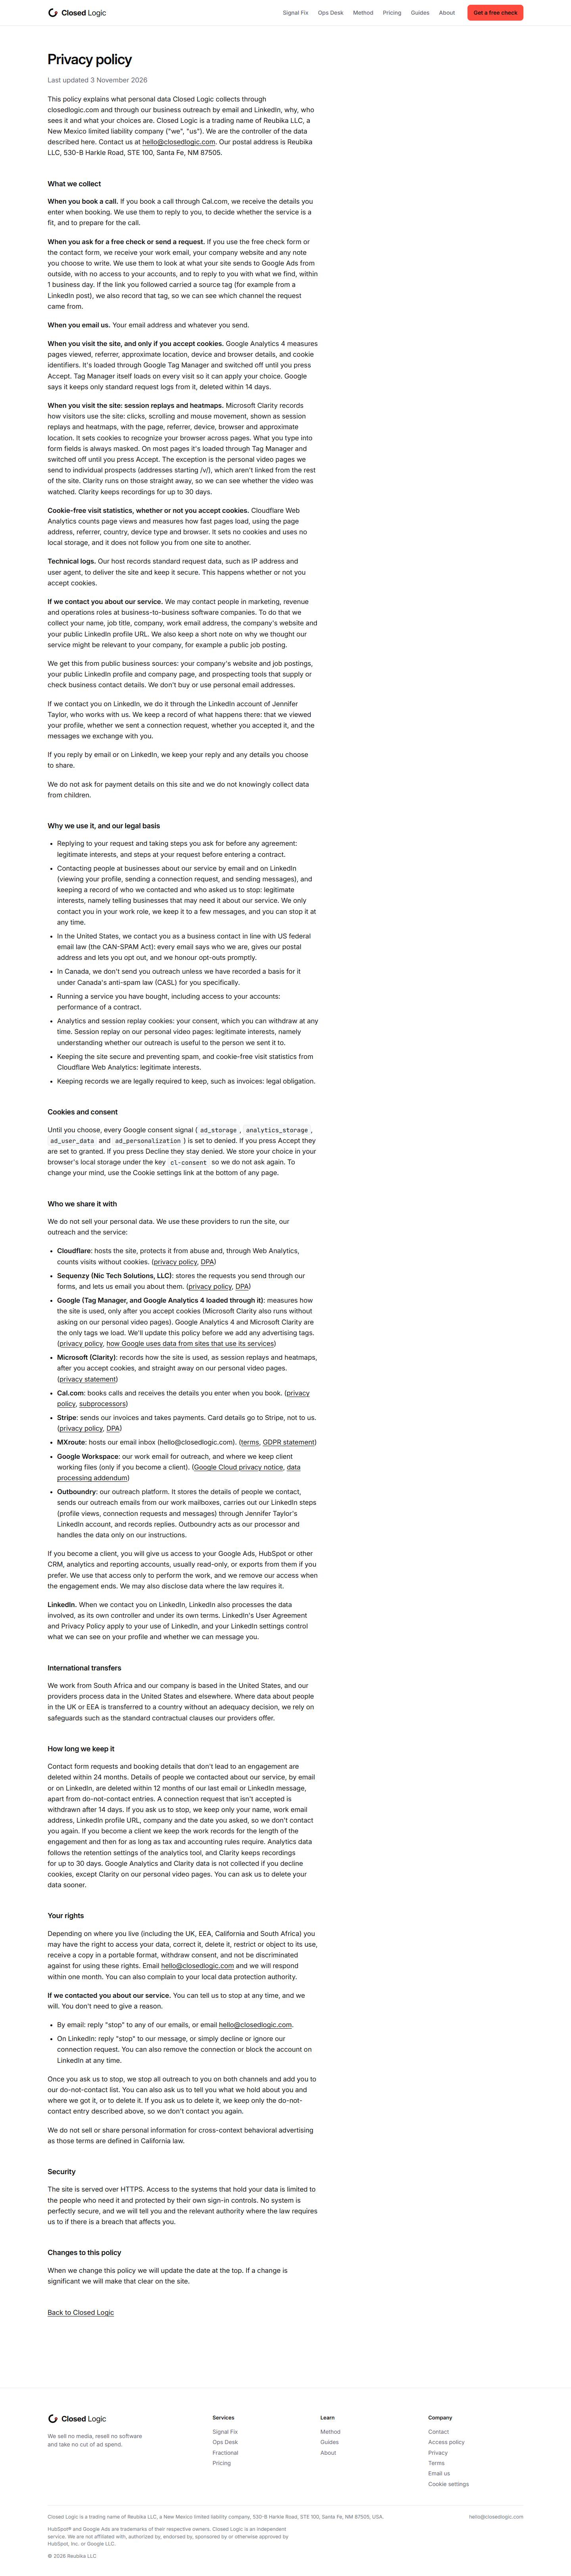 Closed Logic
Signal Fix
Ops Desk
Method
Pricing
Guides
About
Get a free check
Privacy policy
Last updated 3 November 2026
This policy explains what personal data Closed Logic collects through
closedlogic.com and through our business outreach by email and LinkedIn, why, who
sees it and what your choices are. Closed Logic is a trading name of Reubika LLC, a
New Mexico limited liability company ("we", "us"). We are the controller of the data
described here. Contact us at hello@closedlogic.com. Our postal address is Reubika
LLC, 530-B Harkle Road, STE 100, Santa Fe, NM 87505.
What we collect
When you book a call. If you book a call through Cal.com, we receive the details you
enter when booking. We use them to reply to you, to decide whether the service is a
fit, and to prepare for the call.
When you ask for a free check or send a request. If you use the free check form or
the contact form, we receive your work email, your company website and any note
you choose to write. We use them to look at what your site sends to Google Ads from
outside, with no access to your accounts, and to reply to you with what we find, within
1 business day. If the link you followed carried a source tag (for example from a
LinkedIn post), we also record that tag, so we can see which channel the request
came from.
When you email us. Your email address and whatever you send.
When you visit the site, and only if you accept cookies. Google Analytics 4 measures
pages viewed, referrer, approximate location, device and browser details, and cookie
identifiers. It's loaded through Google Tag Manager and switched off until you press
Accept. Tag Manager itself loads on every visit so it can apply your choice. Google
says it keeps only standard request logs from it, deleted within 14 days.
When you visit the site: session replays and heatmaps. Microsoft Clarity records
how visitors use the site: clicks, scrolling and mouse movement, shown as session
replays and heatmaps, with the page, referrer, device, browser and approximate
location. It sets cookies to recognize your browser across pages. What you type into
form fields is always masked. On most pages it's loaded through Tag Manager and
switched off until you press Accept. The exception is the personal video pages we
send to individual prospects (addresses starting /v/), which aren't linked from the rest
of the site. Clarity runs on those straight away, so we can see whether the video was
watched. Clarity keeps recordings for up to 30 days.
Cookie-free visit statistics, whether or not you accept cookies. Cloudflare Web
Analytics counts page views and measures how fast pages load, using the page
address, referrer, country, device type and browser. It sets no cookies and uses no
local storage, and it does not follow you from one site to another.
Technical logs. Our host records standard request data, such as IP address and
user agent, to deliver the site and keep it secure. This happens whether or not you
accept cookies.
If we contact you about our service. We may contact people in marketing, revenue
and operations roles at business-to-business software companies. To do that we
collect your name, job title, company, work email address, the company's website and
your public LinkedIn profile URL. We also keep a short note on why we thought our
service might be relevant to your company, for example a public job posting.
We get this from public business sources: your company's website and job postings,
your public LinkedIn profile and company page, and prospecting tools that supply or
check business contact details. We don't buy or use personal email addresses.
If we contact you on LinkedIn, we do it through the LinkedIn account of Jennifer
Taylor, who works with us. We keep a record of what happens there: that we viewed
your profile, whether we sent a connection request, whether you accepted it, and the
messages we exchange with you.
If you reply by email or on LinkedIn, we keep your reply and any details you choose
to share.
We do not ask for payment details on this site and we do not knowingly collect data
from children.
Why we use it, and our legal basis
• Replying to your request and taking steps you ask for before any agreement:
legitimate interests, and steps at your request before entering a contract.
• Contacting people at businesses about our service by email and on LinkedIn
(viewing your profile, sending a connection request, and sending messages), and
keeping a record of who we contacted and who asked us to stop: legitimate
interests, namely telling businesses that may need it about our service. We only
contact you in your work role, we keep it to a few messages, and you can stop it at
any time.
• In the United States, we contact you as a business contact in line with US federal
email law (the CAN-SPAM Act): every email says who we are, gives our postal
address and lets you opt out, and we honour opt-outs promptly.
• In Canada, we don't send you outreach unless we have recorded a basis for it
under Canada's anti-spam law (CASL) for you specifically.
• Running a service you have bought, including access to your accounts:
performance of a contract.
• Analytics and session replay cookies: your consent, which you can withdraw at any
time. Session replay on our personal video pages: legitimate interests, namely
understanding whether our outreach is useful to the person we sent it to.
• Keeping the site secure and preventing spam, and cookie-free visit statistics from
Cloudflare Web Analytics: legitimate interests.
• Keeping records we are legally required to keep, such as invoices: legal obligation.
Cookies and consent
Until you choose, every Google consent signal ( ad_storage , analytics_storage ,
ad_user_data and ad_personalization ) is set to denied. If you press Accept they
are set to granted. If you press Decline they stay denied. We store your choice in your
browser's local storage under the key cl-consent so we do not ask again. To
change your mind, use the Cookie settings link at the bottom of any page.
Who we share it with
We do not sell your personal data. We use these providers to run the site, our
outreach and the service:
• Cloudflare: hosts the site, protects it from abuse and, through Web Analytics,
counts visits without cookies. (privacy policy, DPA)
• Sequenzy (Nic Tech Solutions, LLC): stores the requests you send through our
forms, and lets us email you about them. (privacy policy, DPA)
• Google (Tag Manager, and Google Analytics 4 loaded through it): measures how
the site is used, only after you accept cookies (Microsoft Clarity also runs without
asking on our personal video pages). Google Analytics 4 and Microsoft Clarity are
the only tags we load. We'll update this policy before we add any advertising tags.
(privacy policy, how Google uses data from sites that use its services)
• Microsoft (Clarity): records how the site is used, as session replays and heatmaps,
after you accept cookies, and straight away on our personal video pages.
(privacy statement)
• Cal.com: books calls and receives the details you enter when you book. (privacy
policy, subprocessors)
• Stripe: sends our invoices and takes payments. Card details go to Stripe, not to us.
(privacy policy, DPA)
• MXroute: hosts our email inbox (hello@closedlogic.com). (terms, GDPR statement)
• Google Workspace: our work email for outreach, and where we keep client
working files (only if you become a client). (Google Cloud privacy notice, data
processing addendum)
• Outboundry: our outreach platform. It stores the details of people we contact,
sends our outreach emails from our work mailboxes, carries out our LinkedIn steps
(profile views, connection requests and messages) through Jennifer Taylor's
LinkedIn account, and records replies. Outboundry acts as our processor and
handles the data only on our instructions.
If you become a client, you will give us access to your Google Ads, HubSpot or other
CRM, analytics and reporting accounts, usually read-only, or exports from them if you
prefer. We use that access only to perform the work, and we remove our access when
the engagement ends. We may also disclose data where the law requires it.
LinkedIn. When we contact you on LinkedIn, LinkedIn also processes the data
involved, as its own controller and under its own terms. LinkedIn's User Agreement
and Privacy Policy apply to your use of LinkedIn, and your LinkedIn settings control
what we can see on your profile and whether we can message you.
International transfers
We work from South Africa and our company is based in the United States, and our
providers process data in the United States and elsewhere. Where data about people
in the UK or EEA is transferred to a country without an adequacy decision, we rely on
safeguards such as the standard contractual clauses our providers offer.
How long we keep it
Contact form requests and booking details that don't lead to an engagement are
deleted within 24 months. Details of people we contacted about our service, by email
or on LinkedIn, are deleted within 12 months of our last email or LinkedIn message,
apart from do-not-contact entries. A connection request that isn't accepted is
withdrawn after 14 days. If you ask us to stop, we keep only your name, work email
address, LinkedIn profile URL, company and the date you asked, so we don't contact
you again. If you become a client we keep the work records for the length of the
engagement and then for as long as tax and accounting rules require. Analytics data
follows the retention settings of the analytics tool, and Clarity keeps recordings
for up to 30 days. Google Analytics and Clarity data is not collected if you decline
cookies, except Clarity on our personal video pages. You can ask us to delete your
data sooner.
Your rights
Depending on where you live (including the UK, EEA, California and South Africa) you
may have the right to access your data, correct it, delete it, restrict or object to its use,
receive a copy in a portable format, withdraw consent, and not be discriminated
against for using these rights. Email hello@closedlogic.com and we will respond
within one month. You can also complain to your local data protection authority.
If we contacted you about our service. You can tell us to stop at any time, and we
will. You don't need to give a reason.
• By email: reply "stop" to any of our emails, or email hello@closedlogic.com.
• On LinkedIn: reply "stop" to our message, or simply decline or ignore our
connection request. You can also remove the connection or block the account on
LinkedIn at any time.
Once you ask us to stop, we stop all outreach to you on both channels and add you to
our do-not-contact list. You can also ask us to tell you what we hold about you and
where we got it, or to delete it. If you ask us to delete it, we keep only the do-not-
contact entry described above, so we don't contact you again.
We do not sell or share personal information for cross-context behavioral advertising
as those terms are defined in California law.
Security
The site is served over HTTPS. Access to the systems that hold your data is limited to
the people who need it and protected by their own sign-in controls. No system is
perfectly secure, and we will tell you and the relevant authority where the law requires
us to if there is a breach that affects you.
Changes to this policy
When we change this policy we will update the date at the top. If a change is
significant we will make that clear on the site.
Back to Closed Logic
Closed Logic
We sell no media, resell no software
and take no cut of ad spend.
Services
Signal Fix
Ops Desk
Fractional
Pricing
Learn
Method
Guides
About
Company
Contact
Access policy
Privacy
Terms
Email us
Cookie settings
Closed Logic is a trading name of Reubika LLC, a New Mexico limited liability company, 530-B Harkle Road, STE 100, Santa Fe, NM 87505, USA.
hello@closedlogic.com
HubSpot® and Google Ads are trademarks of their respective owners. Closed Logic is an independent
service. We are not affiliated with, authorized by, endorsed by, sponsored by or otherwise approved by
HubSpot, Inc. or Google LLC.
© 2026 Reubika LLC